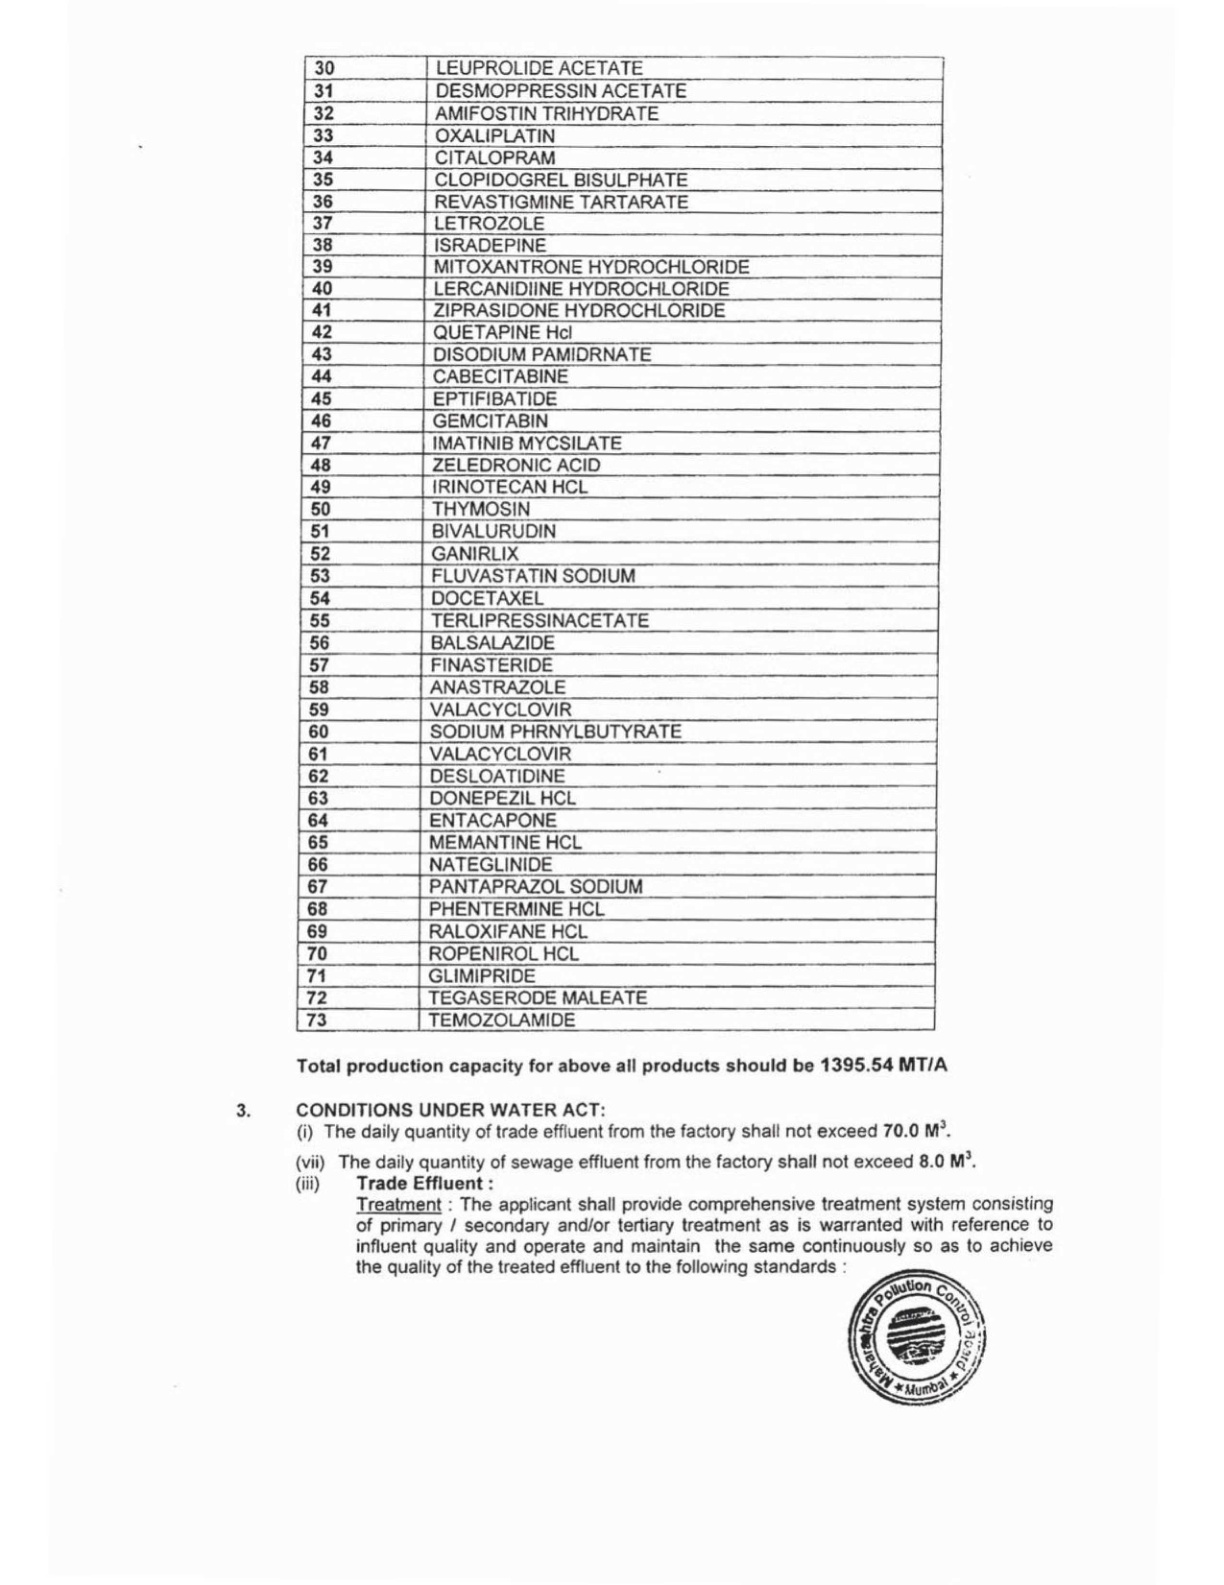 30 LEUPROLIDE ACETATE
31 DESMOPPRESSIN ACETATE
32 AMIFOSTIN TRIHYDRATE
33 OXALIPLATIN
34 CITALOPRAM
35 CLOPIDOGREL BISULPHATE
36 REVASTIGMINE TARTARATE
37 LETROZOLE
38 ISRADEPINE
39 MITOXANTRONE HYDROCHLORIDE
40 LERCANIDIINE HYDROCHLORIDE
41 ZIPRASIDONE HYDROCHLORIDE
42 QUETAPINE Hcl
43 DISODIUM PAMIDRNATE
44 CABECITABINE
45 EPTIFIBATIDE
46 GEMCITABIN
47 IMATINIB MYCSILATE
48 ZELEDRONIC ACID
49 IRINOTECAN HCL
50 THYMOSIN
51 BIVALURUDIN
52 GANIRLIX
53 FLUVASTATIN SODIUM
54 DOCETAXEL
55 TERLIPRESSINACETATE
56 BALSALAZIDE
57 FINASTERIDE
58 ANASTRAZOLE
59 VALACYCLOVIR
60 SODIUM PHRNYLBUTYRATE
61 VALACYCLOVIR
62 DESLOATIDINE
63 DONEPEZIL HCL
64 ENTACAPONE
65 MEMANTINE HCL
66 NATEGLINIDE
67 PANTAPRAZOL SODIUM
68 PHENTERMINE HCL
69 RALOXIFANE HCL
70 ROPENIROL HCL
71 GLIMIPRIDE
72 TEGASERODE MALEATE
73 TEMOZOLAMIDE
Total production capacity for above all products should be 1395.54 MT/A
3. CONDITIONS UNDER WATER ACT:
(i) The daily quantity of trade effluent from the factory shall not exceed 70.0 M³.
(vii) The daily quantity of sewage effluent from the factory shall not exceed 8.0 M³.
(iii) Trade Effluent :
Treatment : The applicant shall provide comprehensive treatment system consisting
of primary / secondary and/or tertiary treatment as is warranted with reference to
influent quality and operate and maintain the same continuously so as to achieve
the quality of the treated effluent to the following standards :
Maharashtra Pollution Control Board
* Mumbai *